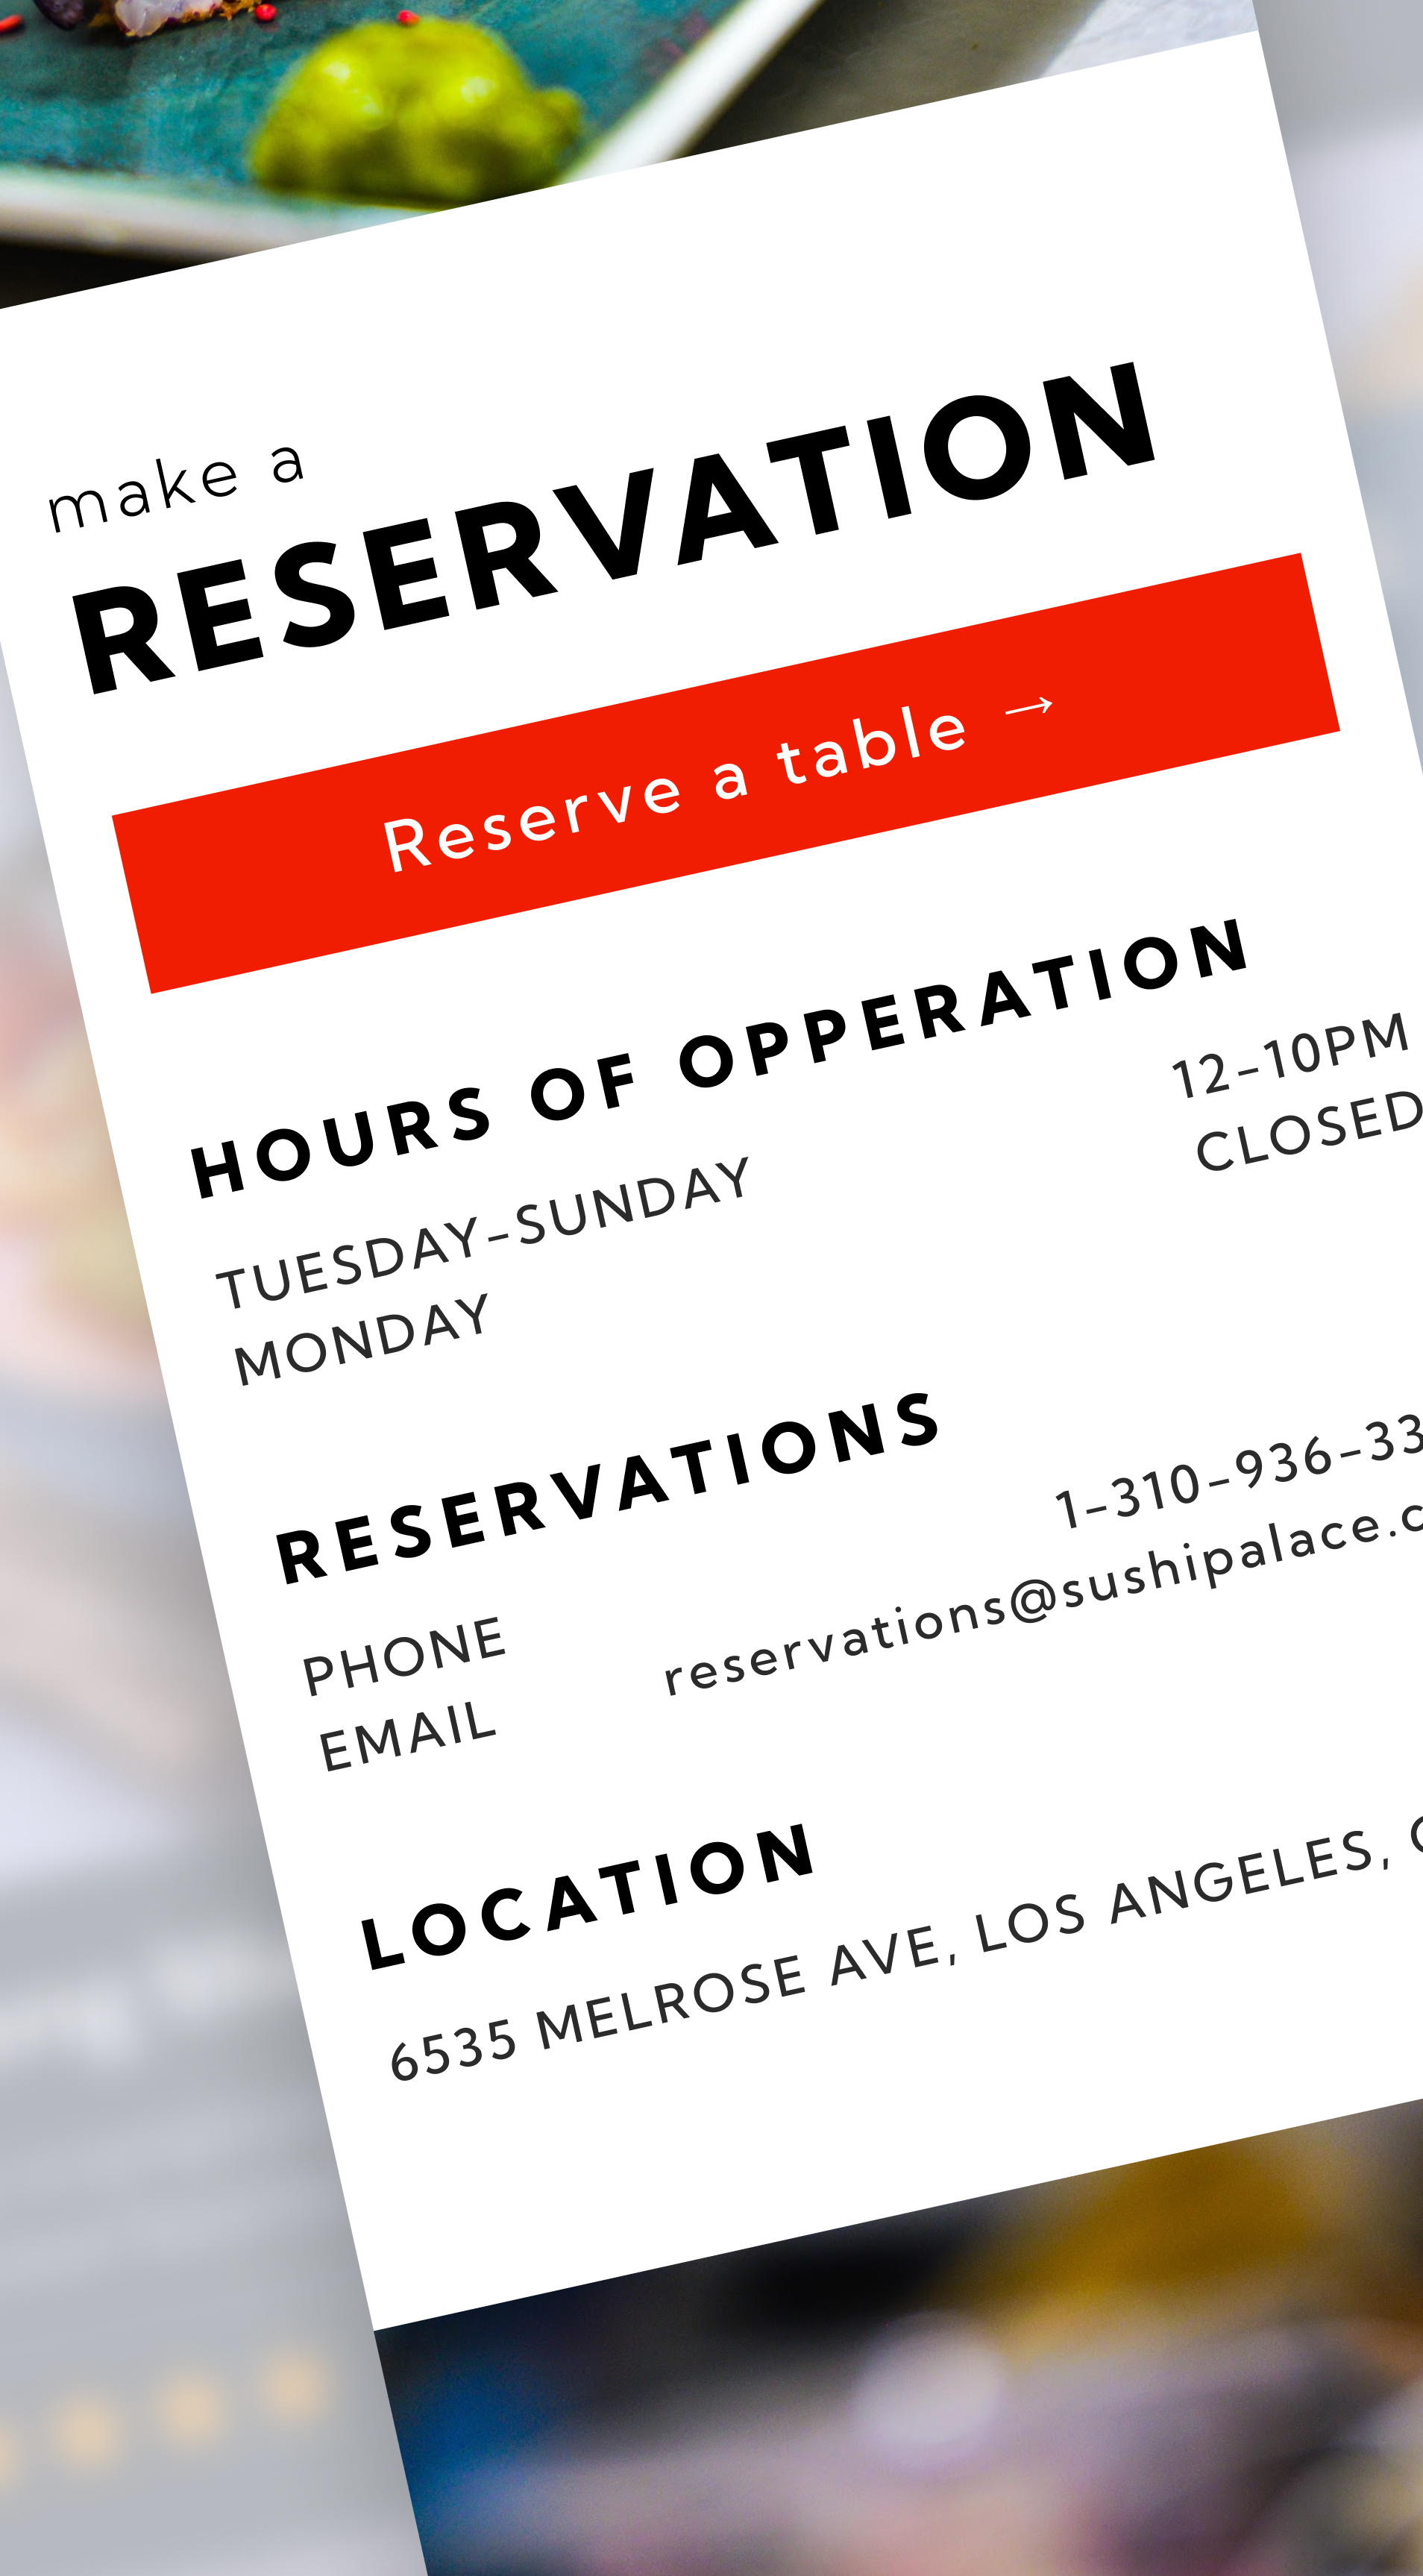 make a
RESERVATION
Reserve a table →
HOURS OF OPPERATION
TUESDAY-SUNDAY 12-10PM
MONDAY CLOSED
RESERVATIONS
PHONE 1-310-936-33
EMAIL reservations@sushipalace.c
LOCATION
6535 MELROSE AVE, LOS ANGELES,